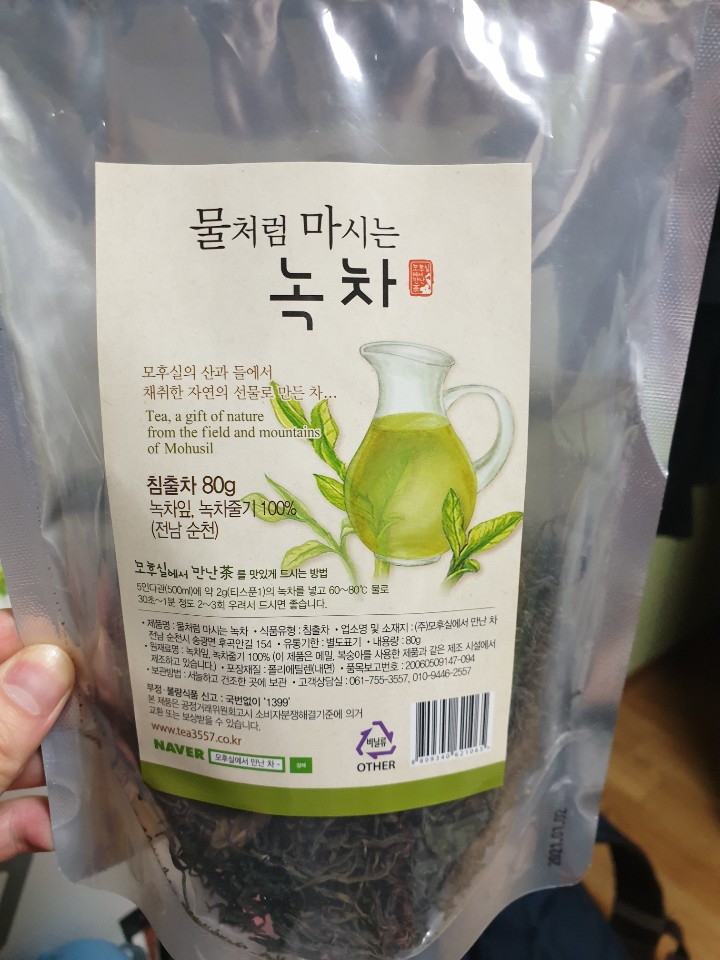 물처럼 마시는
녹차
모후실
에서
만난
茶
모후실의 산과 들에서
채취한 자연의 선물로 만든 차...
Tea, a gift of nature
from the field and mountains
of Mohusil
침출차 80g
녹차잎, 녹차줄기 100%
(전남 순천)
모후실에서 만난 茶 를 맛있게 드시는 방법
5인다관(500ml)에 약 2g(티스푼1)의 녹차를 넣고 60~80℃ 물로
30초~1분 정도 2~3회 우려서 드시면 좋습니다.
• 제품명 : 물처럼 마시는 녹차 • 식품유형 : 침출차 • 업소명 및 소재지 : (주)모후실에서 만난 차
전남 순천시 송광면 후곡안길 154 • 유통기한 : 별도표기 • 내용량 : 80g
• 원재료명 : 녹차잎, 녹차줄기 100% (이 제품은 메밀, 복숭아를 사용한 제품과 같은 제조 시설에서
제조하고 있습니다) • 포장재질 : 폴리에틸렌(내면) • 품목보고번호 : 20060509147-094
• 보관방법 : 서늘하고 건조한 곳에 보관 • 고객상담실 : 061-755-3557, 010-9446-2557
부정·불량식품 신고 : 국번없이 '1399'
본 제품은 공정거래위원회고시 소비자분쟁해결기준에 의거
교환 또는 보상받을 수 있습니다.
www.tea3557.co.kr
NAVER 모후실에서 만난 차 검색
비닐류
OTHER
8 809340 621065
2021.01.02